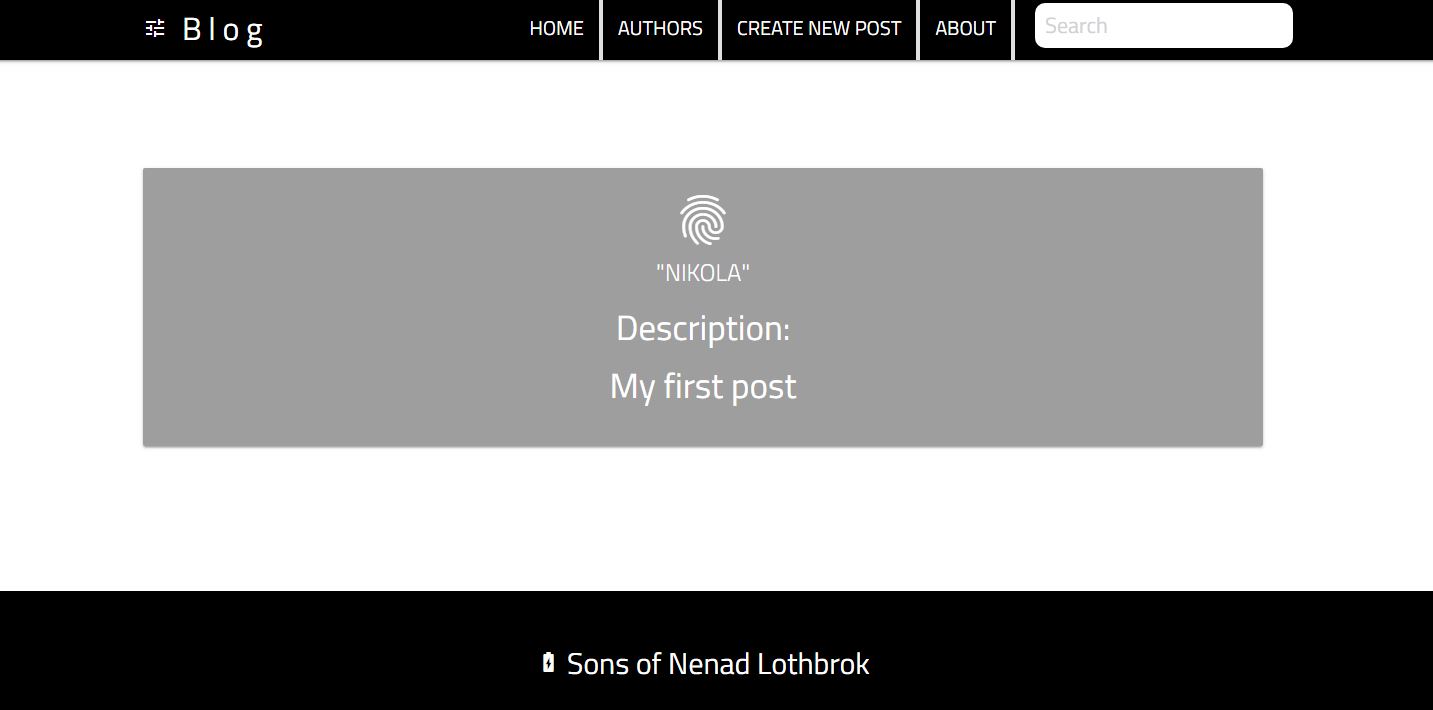 Blog HOME AUTHORS CREATE NEW POST ABOUT Search
"NIKOLA"
Description:
My first post
Sons of Nenad Lothbrok